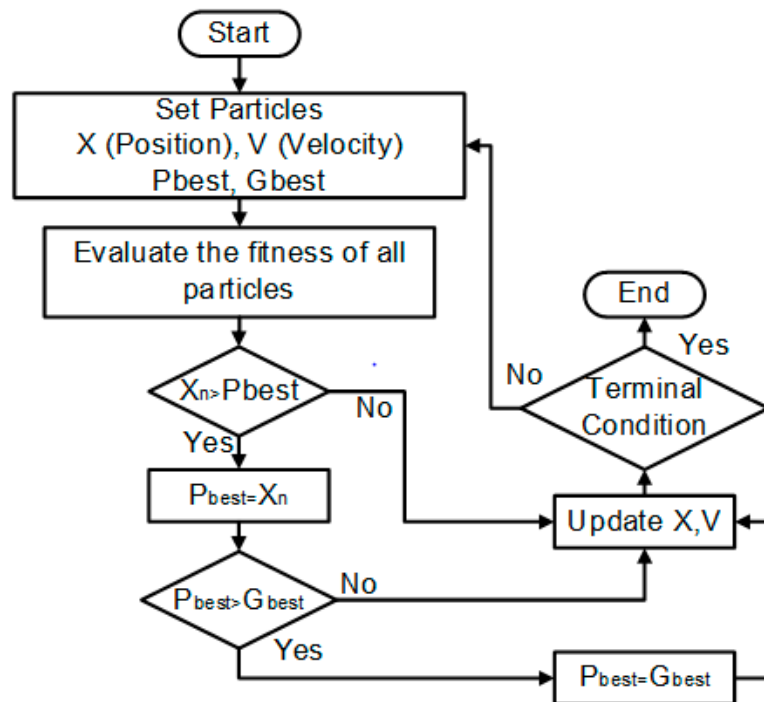 Start
Set Particles
X (Position), V (Velocity)
Pbest, Gbest
Evaluate the fitness of all
particles
Xn>Pbest
No
Yes
Pbest=Xn
Pbest>Gbest
No
Yes
Pbest=Gbest
Update X,V
Terminal
Condition
No
Yes
End